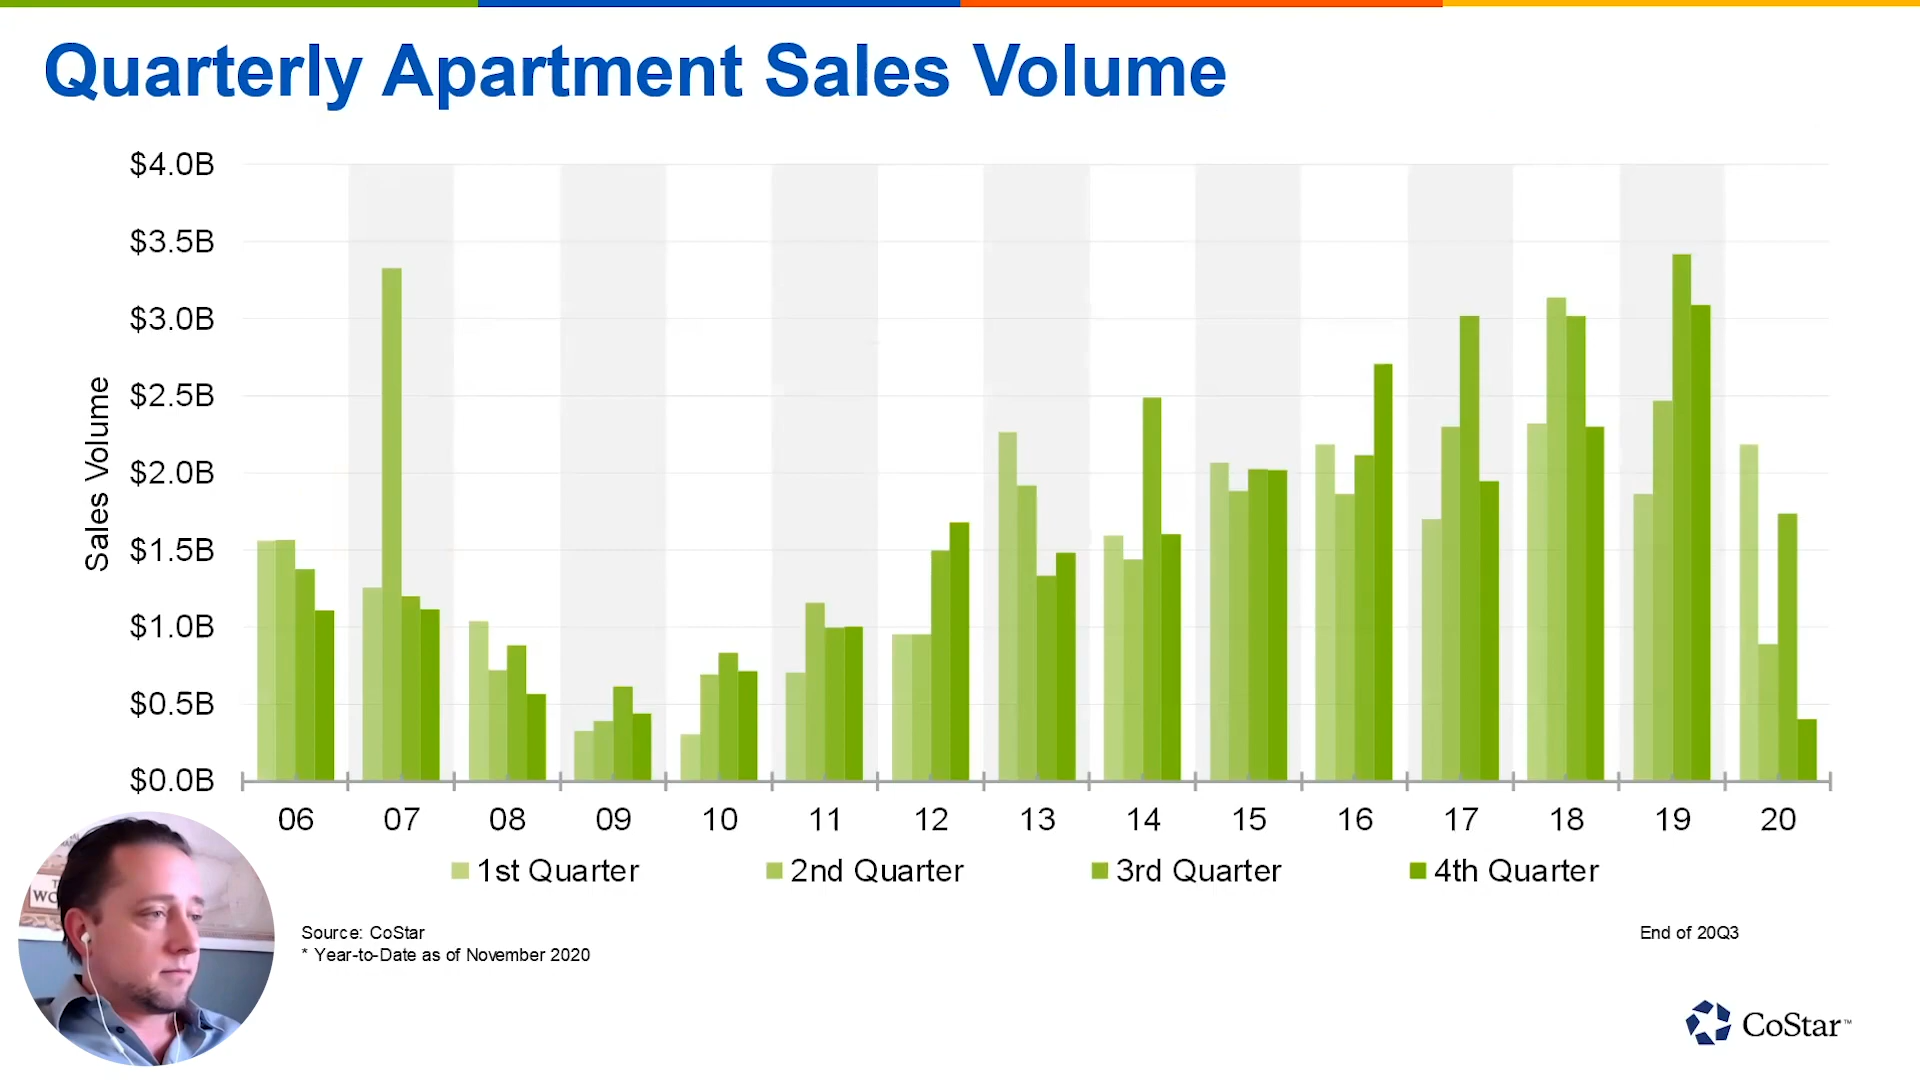 Quarterly Apartment Sales Volume
$4.0B
$3.5B
$3.0B
$2.5B
$2.0B
$1.5B
$1.0B
$0.5B
$0.0B
Sales Volume
06 07 08 09 10 11 12 13 14 15 16 17 18 19 20
1st Quarter 2nd Quarter 3rd Quarter 4th Quarter
Source: CoStar
* Year-to-Date as of November 2020
End of 20Q3
CoStar™